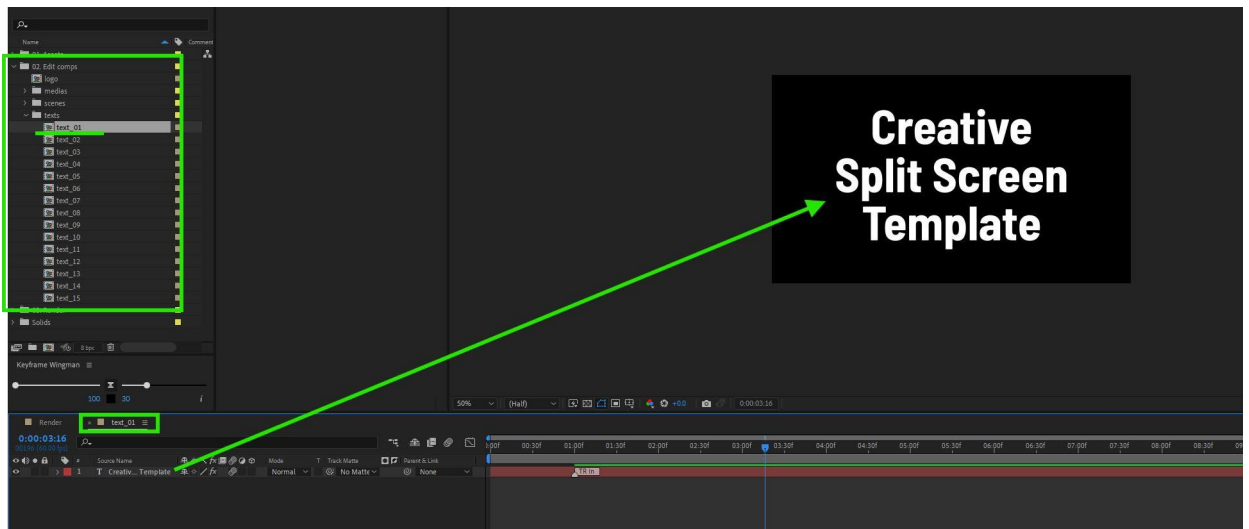 Name
Comment
02. Edit comps
logo
medias
scenes
texts
text_01
text_02
text_03
text_04
text_05
text_06
text_07
text_08
text_09
text_10
text_11
text_12
text_13
text_14
text_15
Solids
8 bpc
Creative
Split Screen
Template
Keyframe Wingman
100 30 i
50% (Half) +0.0 0:00:03:16
Render × text_01
0:00:03:16
00:30f 01:00f 01:30f 02:00f 02:30f 03:00f 03:30f 04:00f 04:30f 05:00f 05:30f 06:00f 06:30f 07:00f 07:30f 08:00f 08:30f 09
# Source Name fx Mode T Track Matte Parent & Link
1 T Creativ... Template fx Normal No Matte None
TR In